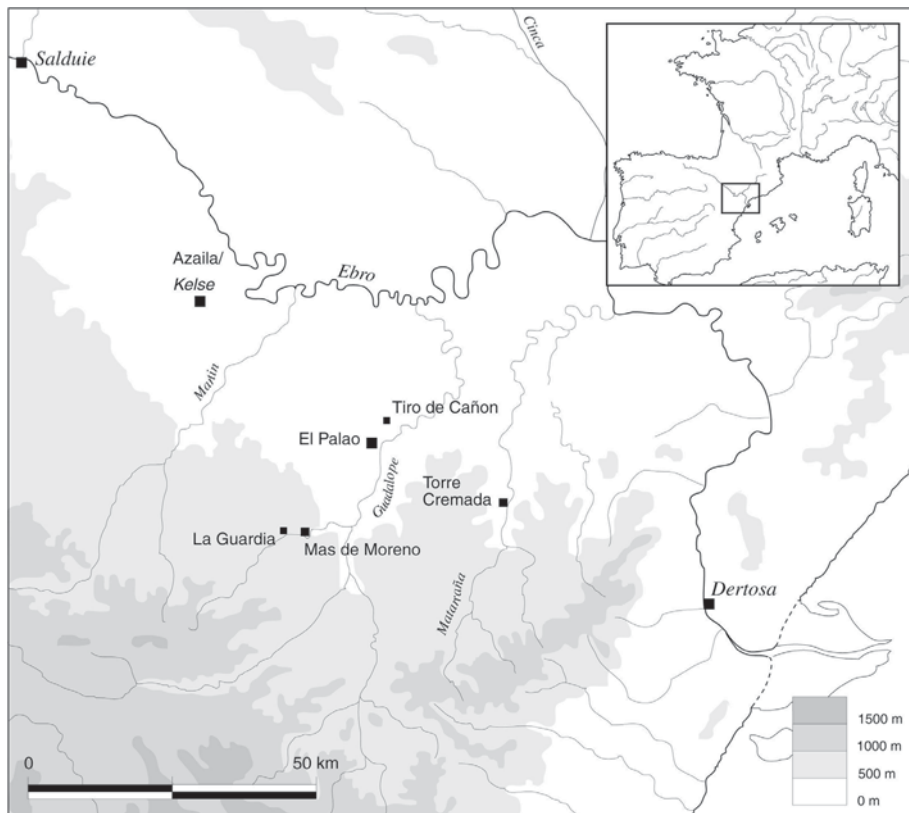 Salduie
Cinca
Azaila/
Kelse
Ebro
Martin
Tiro de Cañon
El Palao
Guadalope
Torre
Cremada
La Guardia
Mas de Moreno
Matarraña
Dertosa
1500 m
1000 m
500 m
0 m
0
50 km